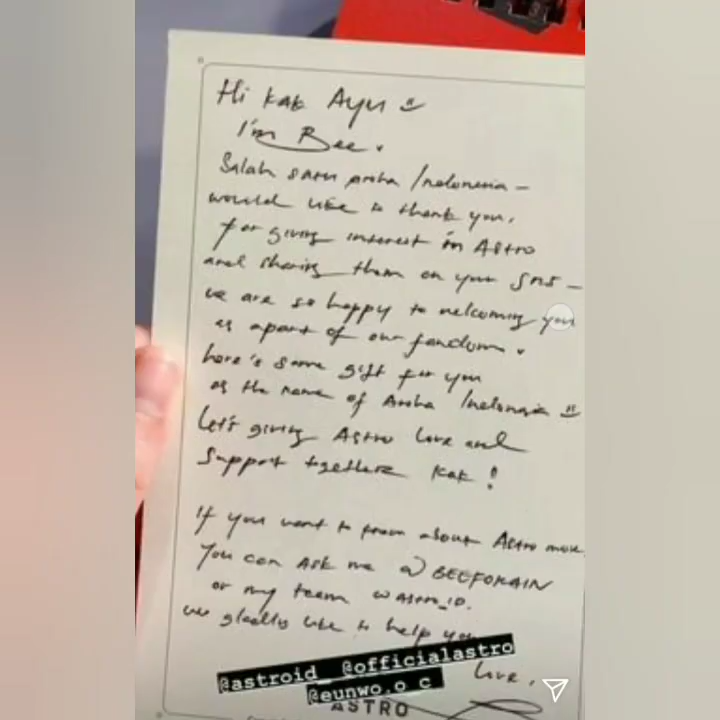 Hi kak Ayu
I'm Bee.
Salah satu aroha Indonesia -
would like to thank you,
for giving interest in ASTRO
and sharing them on your SNS -
we are so happy to welcoming you
as apart of our fandom.
here's some gift for you
as the name of Aroha Indonesia
Let's giving ASTRO love and
Support together kak!
If you want to know about Astro more
You can ask me @ BEEFORAIN
or my team @ASTRO_ID.
we gladly like to help you
love,
@astroid_ @officialastro
@eunwo.o_c
ASTRO